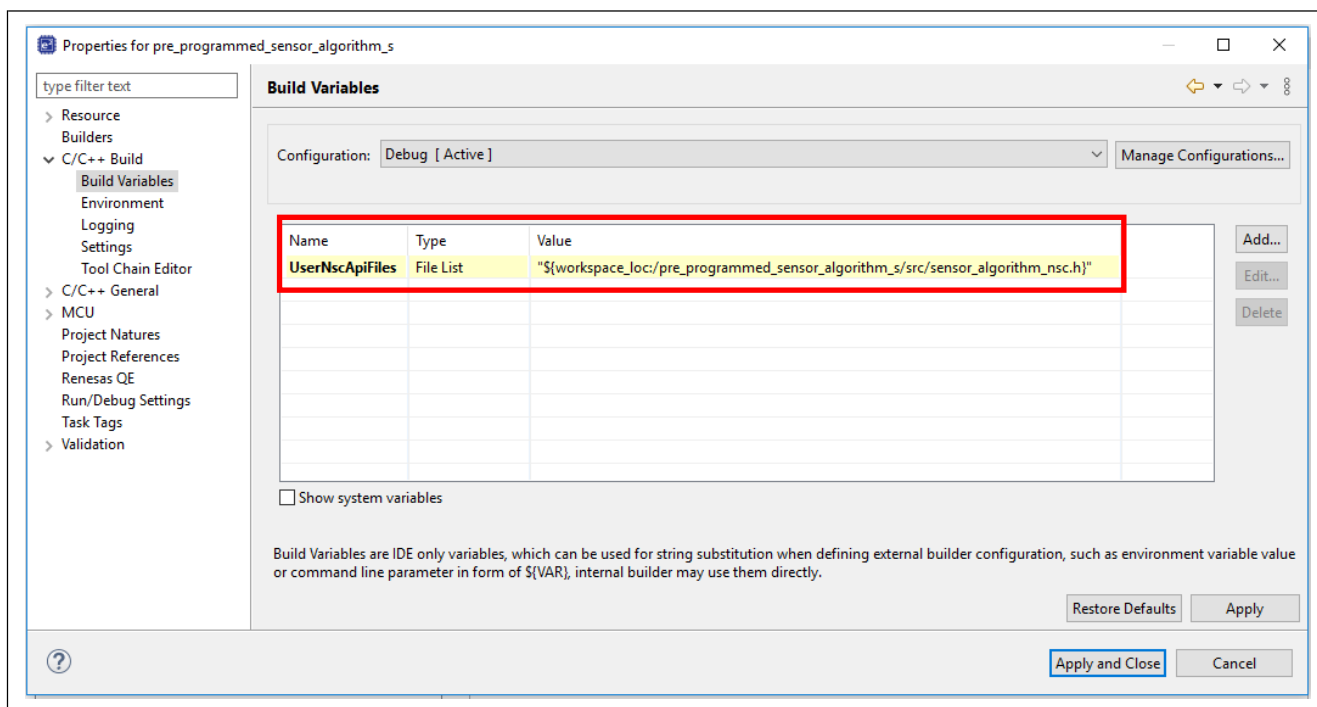 Properties for pre_programmed_sensor_algorithm_s
type filter text
Resource
Builders
C/C++ Build
Build Variables
Environment
Logging
Settings
Tool Chain Editor
C/C++ General
MCU
Project Natures
Project References
Renesas QE
Run/Debug Settings
Task Tags
Validation
Build Variables
Configuration: Debug [ Active ] Manage Configurations...
Name Type Value
UserNscApiFiles File List "${workspace_loc:/pre_programmed_sensor_algorithm_s/src/sensor_algorithm_nsc.h}"
Add...
Edit...
Delete
Show system variables
Build Variables are IDE only variables, which can be used for string substitution when defining external builder configuration, such as environment variable value
or command line parameter in form of ${VAR}, internal builder may use them directly.
Restore Defaults Apply
? Apply and Close Cancel